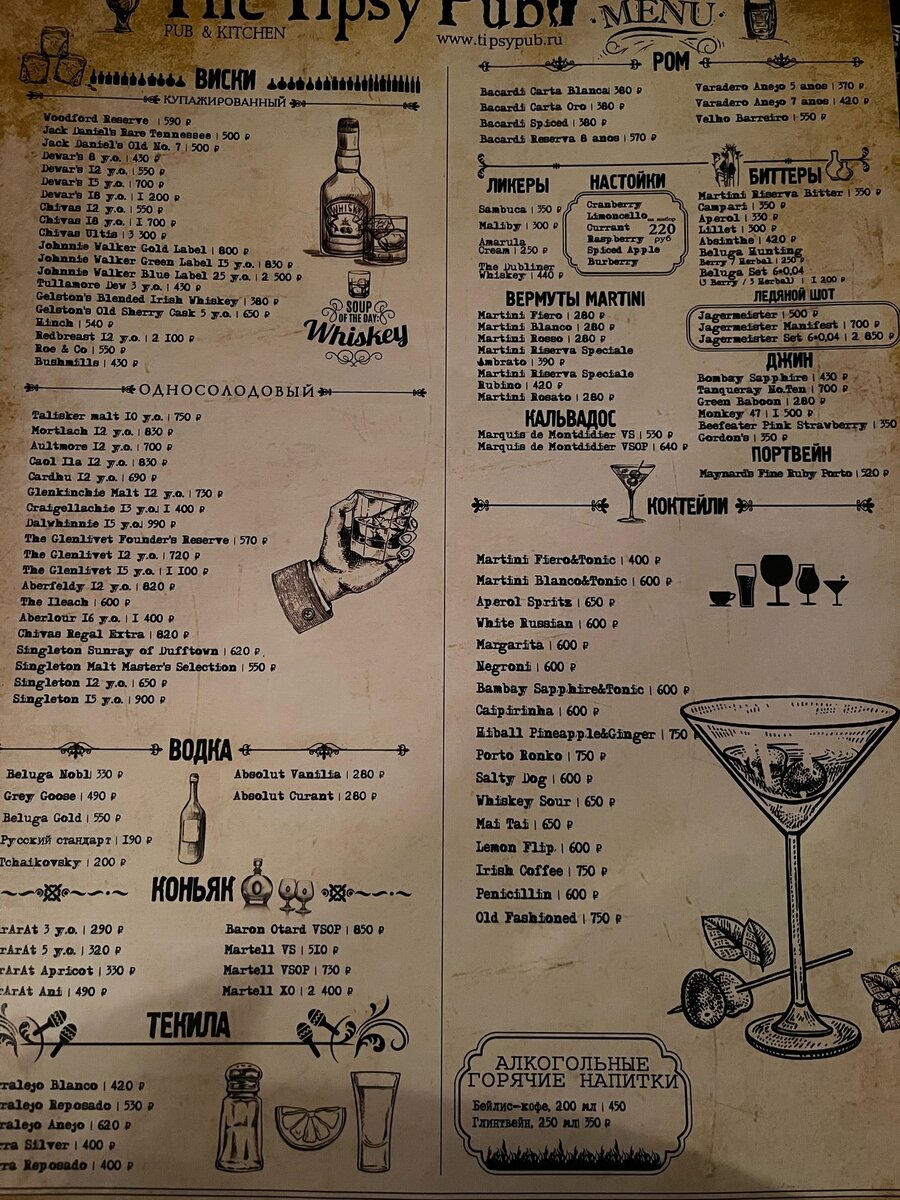 The Tipsy Pub
PUB & KITCHEN
www.tipsypub.ru
MENU
ВИСКИ
КУПАЖИРОВАННЫЙ
Woodford Reserve | 590 ₽
Jack Daniel's Rare Tennessee | 500 ₽
Jack Daniel's Old No. 7 | 500 ₽
Dewar's 8 y.o. | 430 ₽
Dewar's 12 y.o. | 550 ₽
Dewar's 15 y.o. | 700 ₽
Dewar's 18 y.o. | 1 200 ₽
Chivas 12 y.o. | 550 ₽
Chivas 18 y.o. | 1 700 ₽
Chivas Ultis | 3 300 ₽
Johnnie Walker Gold Label | 800 ₽
Johnnie Walker Green Label 15 y.o. | 830 ₽
Johnnie Walker Blue Label 25 y.o. | 2 500 ₽
Tullamore Dew 3 y.o. | 430 ₽
Gelston's Blended Irish Whiskey | 380 ₽
Gelston's Old Sherry Cask 5 y.o. | 650 ₽
Hinch | 540 ₽
Redbreast 12 y.o. | 2 100 ₽
Roe & Co | 550 ₽
Bushmills | 430 ₽
WHISKY
SOUP
OF THE DAY:
Whiskey
ОДНОСОЛОДОВЫЙ
Talisker malt 10 y.o. | 750 ₽
Mortlach 12 y.o. | 830 ₽
Aultmore 12 y.o. | 700 ₽
Caol Ila 12 y.o. | 830 ₽
Cardhu 12 y.o. | 690 ₽
Glenkinchie Malt 12 y.o. | 730 ₽
Craigellachie 13 y.o. | 1 400 ₽
Dalwhinnie 15 y.o. | 990 ₽
The Glenlivet Founder's Reserve | 570 ₽
The Glenlivet 12 y.o. | 720 ₽
The Glenlivet 15 y.o. | 1 100 ₽
Aberfeldy 12 y.o. | 820 ₽
The Ileach | 600 ₽
Aberlour 16 y.o. | 1 400 ₽
Chivas Regal Extra | 820 ₽
Singleton Sunray of Dufftown | 620 ₽
Singleton Malt Master's Selection | 550 ₽
Singleton 12 y.o. | 650 ₽
Singleton 15 y.o. | 900 ₽
ВОДКА
Beluga Nobl | 330 ₽
Grey Goose | 490 ₽
Beluga Gold | 550 ₽
Русский стандарт | 190 ₽
Tchaikovsky | 200 ₽
Absolut Vanilia | 280 ₽
Absolut Curant | 280 ₽
КОНЬЯК
rArAt 3 y.o. | 290 ₽
rArAt 5 y.o. | 320 ₽
rArAt Apricot | 330 ₽
rArAt Ani | 490 ₽
Baron Otard VSOP | 850 ₽
Martell VS | 510 ₽
Martell VSOP | 730 ₽
Martell XO | 2 400 ₽
ТЕКИЛА
rralejo Blanco | 420 ₽
ralejo Reposado | 530 ₽
ralejo Anejo | 620 ₽
rra Silver | 400 ₽
ra Reposado | 400 ₽
РОМ
Bacardi Carta Blanca | 380 ₽
Bacardi Carta Oro | 380 ₽
Bacardi Spiced | 380 ₽
Bacardi Reserva 8 anos | 570 ₽
Varadero Anejo 5 anos | 370 ₽
Varadero Anejo 7 anos | 420 ₽
Velho Barreiro | 550 ₽
ЛИКЕРЫ
Sambuca | 350 ₽
Maliby | 300 ₽
Amarula
Cream | 250 ₽
The Dubliner
Whiskey | 440 ₽
НАСТОЙКИ
Cranberry
Limoncello на выбор
Currant 220
Raspberry руб
Spiced Apple
Burberry
БИТТЕРЫ
Martini Riserva Bitter | 350 ₽
Campari | 350 ₽
Aperol | 330 ₽
Lillet | 300 ₽
Absinthe | 420 ₽
Beluga Hunting
Berry / Herbal | 250 ₽
Beluga Set 6*0,04
(3 Berry / 3 Herbal) | 1 200 ₽
ВЕРМУТЫ MARTINI
Martini Fiero | 280 ₽
Martini Blanco | 280 ₽
Martini Rosso | 280 ₽
Martini Riserva Speciale
Ambrato | 390 ₽
Martini Riserva Speciale
Rubino | 420 ₽
Martini Rosato | 280 ₽
ЛЕДЯНОЙ ШОТ
Jagermeister | 500 ₽
Jagermeister Manifest | 700 ₽
Jagermeister Set 6*0,04 | 2 850 ₽
ДЖИН
Bombay Sapphire | 430 ₽
Tanqueray No.Ten | 700 ₽
Green Baboon | 280 ₽
Monkey 47 | 1 500 ₽
Beefeater Pink Strawberry | 350
Gordon's | 350 ₽
КАЛЬВАДОС
Marquis de Montdidier VS | 530 ₽
Marquis de Montdidier VSOP | 640 ₽
ПОРТВЕЙН
Maynard's Fine Ruby Porto | 520 ₽
КОКТЕЙЛИ
Martini Fiero&Tonic | 400 ₽
Martini Blanco&Tonic | 600 ₽
Aperol Spritz | 650 ₽
White Russian | 600 ₽
Margarita | 600 ₽
Negroni | 600 ₽
Bambay Sapphire&Tonic | 600 ₽
Caipirinha | 600 ₽
Hiball Pineapple&Ginger | 750 ₽
Porto Ronko | 750 ₽
Salty Dog | 600 ₽
Whiskey Sour | 650 ₽
Mai Tai | 650 ₽
Lemon Flip | 600 ₽
Irish Coffee | 750 ₽
Penicillin | 600 ₽
Old Fashioned | 750 ₽
АЛКОГОЛЬНЫЕ
ГОРЯЧИЕ НАПИТКИ
Бейлис-кофе, 200 мл | 450
Глинтвейн, 250 мл | 350 ₽